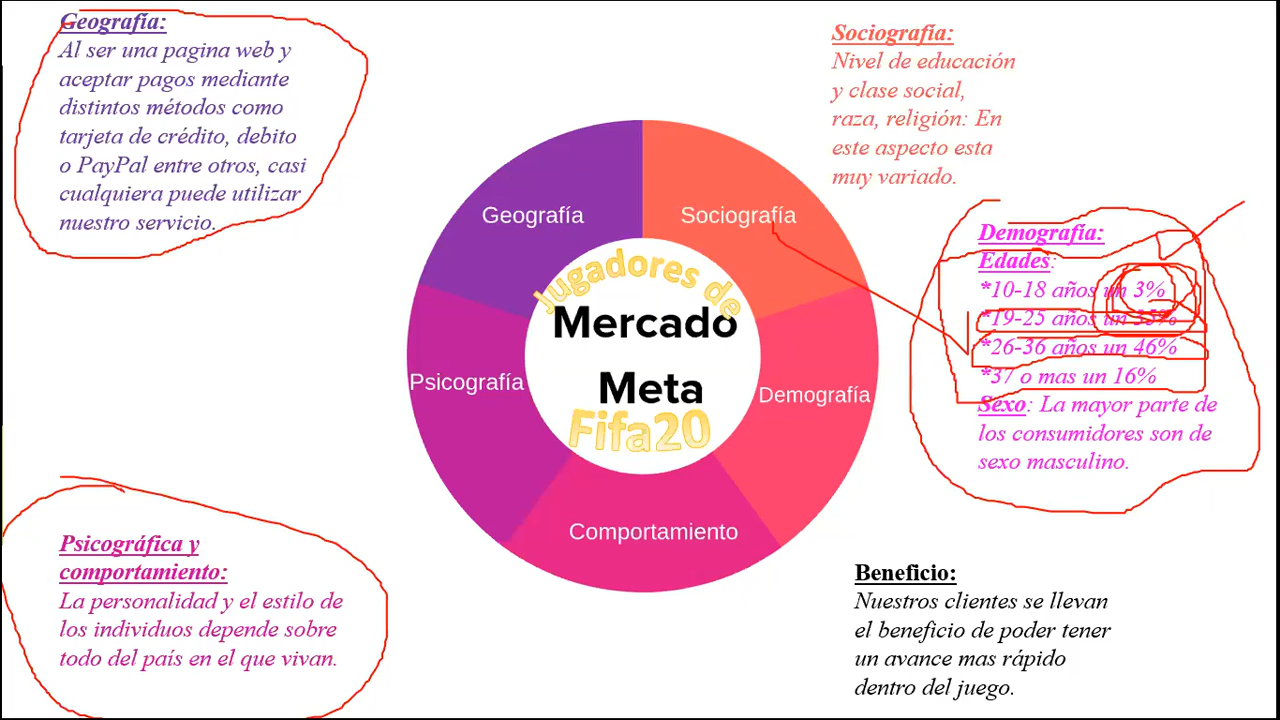 Geografía:
Al ser una pagina web y
aceptar pagos mediante
distintos métodos como
tarjeta de crédito, debito
o PayPal entre otros, casi
cualquiera puede utilizar
nuestro servicio.
Sociografía:
Nivel de educación
y clase social,
raza, religión: En
este aspecto esta
muy variado.
Geografía
Sociografía
Psicografía
Demografía
Comportamiento
Jugadores de
Mercado
Meta
Fifa20
Demografía:
Edades:
*10-18 años un 3%
*19-25 años un 35%
*26-36 años un 46%
*37 o mas un 16%
Sexo: La mayor parte de
los consumidores son de
sexo masculino.
Psicográfica y
comportamiento:
La personalidad y el estilo de
los individuos depende sobre
todo del país en el que vivan.
Beneficio:
Nuestros clientes se llevan
el beneficio de poder tener
un avance mas rápido
dentro del juego.